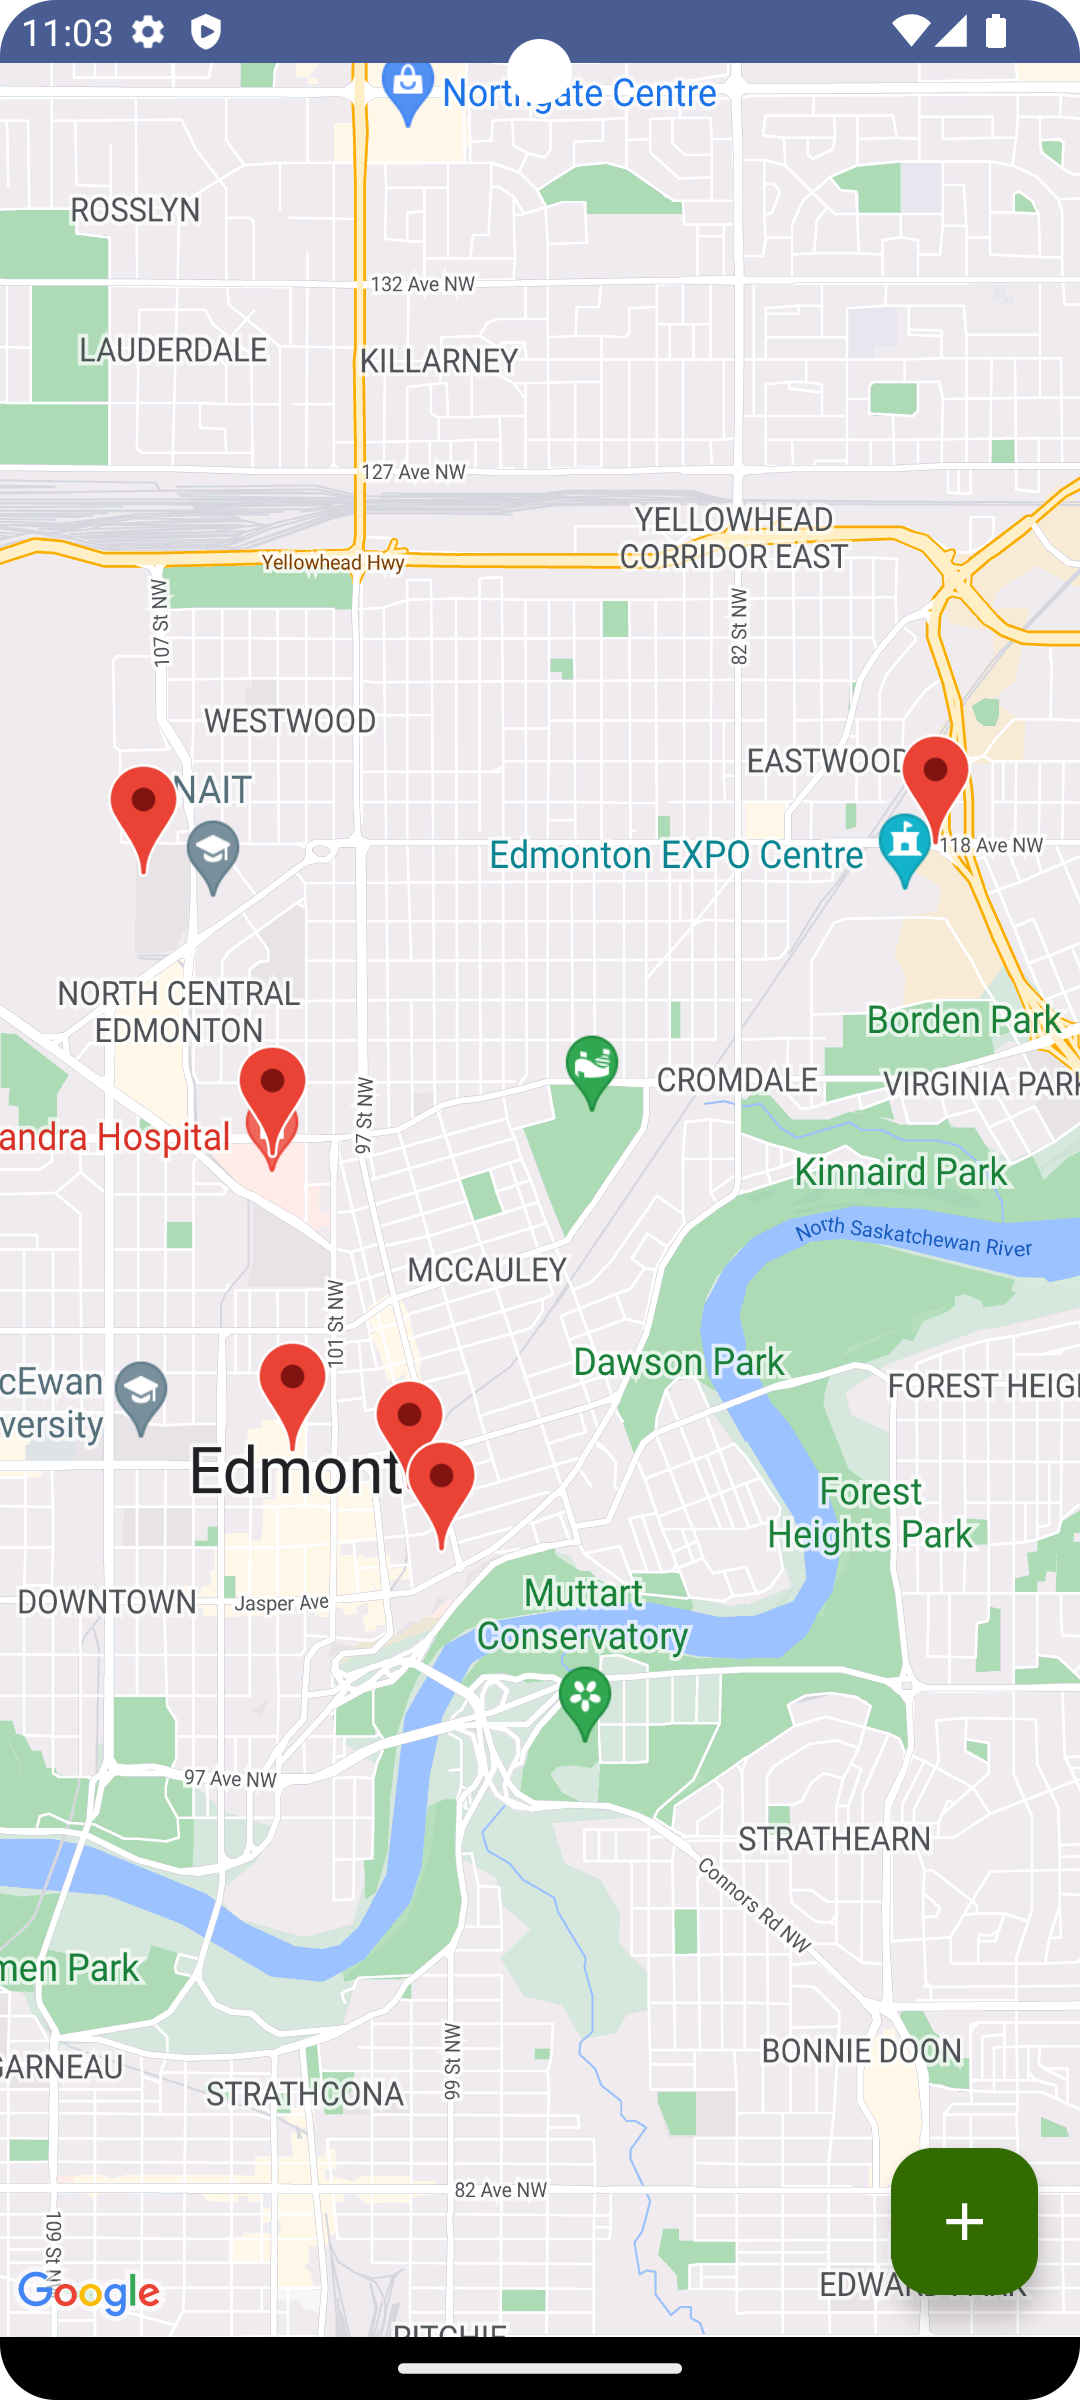 11:03
Northgate Centre
ROSSLYN
132 Ave NW
LAUDERDALE
KILLARNEY
127 Ave NW
YELLOWHEAD
CORRIDOR EAST
Yellowhead Hwy
107 St NW
82 St NW
WESTWOOD
EASTWOOD
NAIT
118 Ave NW
Edmonton EXPO Centre
NORTH CENTRAL
EDMONTON
Borden Park
CROMDALE
VIRGINIA PARK
97 St NW
andra Hospital
Kinnaird Park
North Saskatchewan River
MCCAULEY
101 St NW
Dawson Park
cEwan
versity
FOREST HEIG
Edmont
Forest
Heights Park
DOWNTOWN
Jasper Ave
Muttart
Conservatory
97 Ave NW
STRATHEARN
Connors Rd NW
men Park
GARNEAU
STRATHCONA
99 St NW
BONNIE DOON
82 Ave NW
109 St NW
+
Google
EDWA
RITCHIE